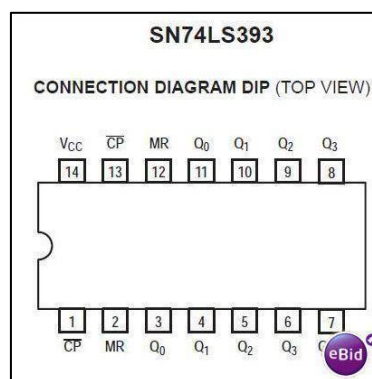 SN74LS393
CONNECTION DIAGRAM DIP (TOP VIEW)
VCC CP MR Q0 Q1 Q2 Q3
14 13 12 11 10 9 8
1 2 3 4 5 6 7
CP MR Q0 Q1 Q2 Q3
eBid